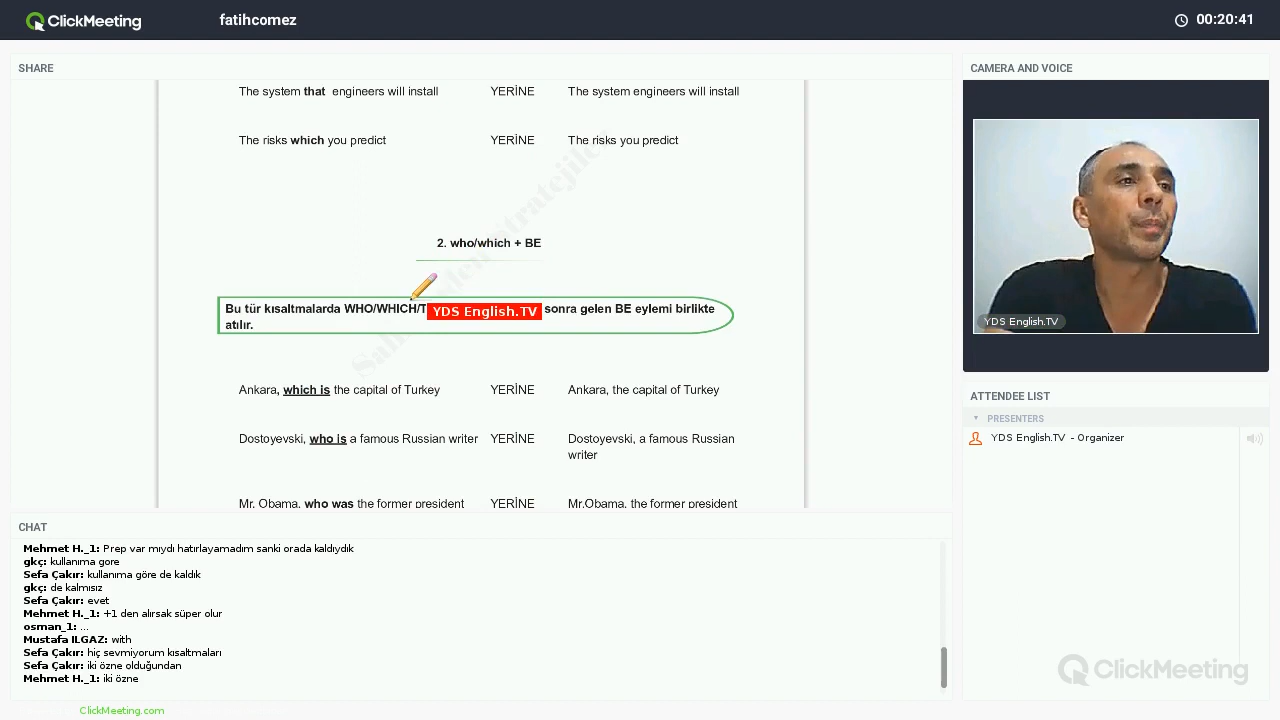 ClickMeeting
fatihcomez
00:20:41
SHARE
The system that engineers will install YERİNE The system engineers will install
The risks which you predict YERİNE The risks you predict
2. who/which + BE
Bu tür kısaltmalarda WHO/WHICH/T YDS English.TV sonra gelen BE eylemi birlikte
atılır.
Ankara, which is the capital of Turkey YERİNE Ankara, the capital of Turkey
Dostoyevski, who is a famous Russian writer YERİNE Dostoyevski, a famous Russian
writer
Mr. Obama, who was the former president YERİNE Mr.Obama, the former president
CAMERA AND VOICE
YDS English.TV
ATTENDEE LIST
PRESENTERS
YDS English.TV - Organizer
CHAT
Mehmet H._1: Prep var mıydı hatırlayamadım sanki orada kaldıydık
gkç: kullanıma gore
Sefa Çakır: kullanıma göre de kaldık
gkç: de kalmısız
Sefa Çakır: evet
Mehmet H._1: +1 den alırsak süper olur
osman_1: ...
Mustafa ILGAZ: with
Sefa Çakır: hiç sevmiyorum kısaltmaları
Sefa Çakır: iki özne olduğundan
Mehmet H._1: iki özne
ClickMeeting
ClickMeeting.com